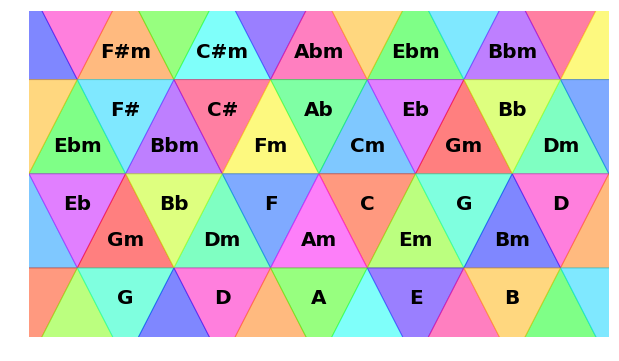 F#m C#m Abm Ebm Bbm
F# C# Ab Eb Bb
Ebm Bbm Fm Cm Gm Dm
Eb Bb F C G D
Gm Dm Am Em Bm
G D A E B